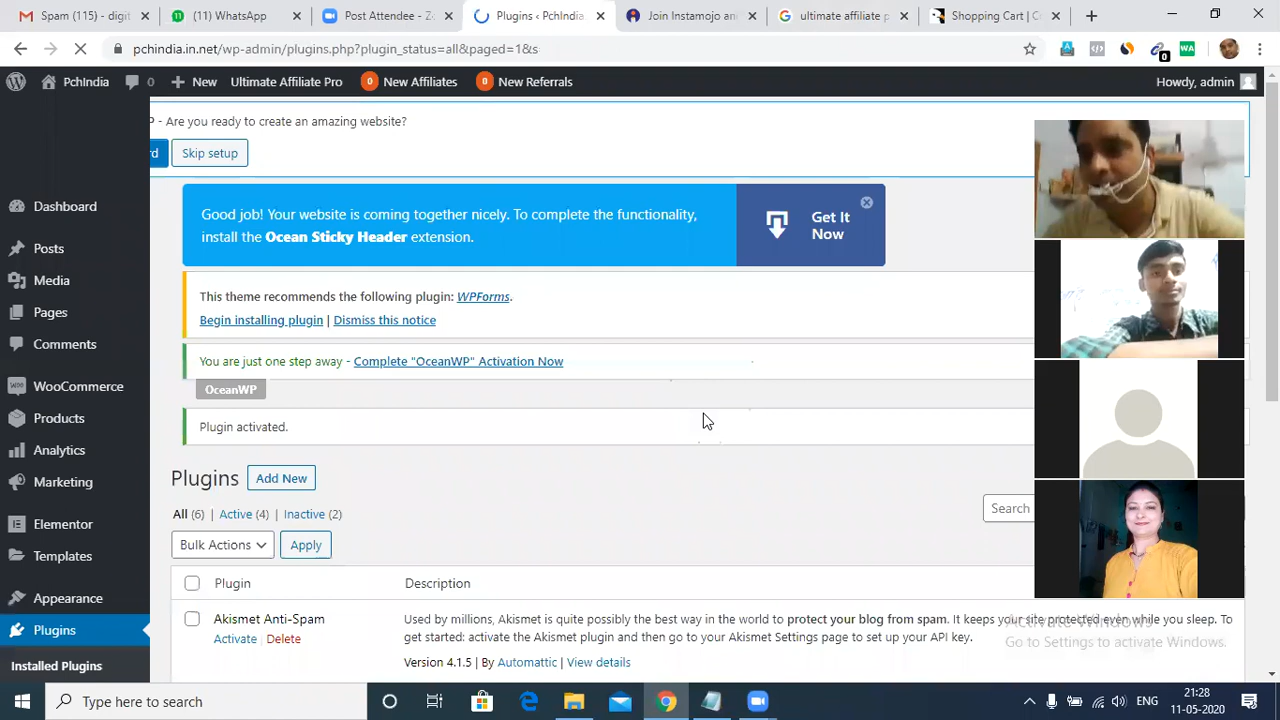 Spam (115) - digit
(11) WhatsApp
Post Attendee - Z
Plugins ‹ PchIndia
Join Instamojo an
ultimate affiliate p
Shopping Cart | C
pchindia.in.net/wp-admin/plugins.php?plugin_status=all&paged=1&s
0
WA
PchIndia
0
New
Ultimate Affiliate Pro
0 New Affiliates
0 New Referrals
Howdy, admin
P - Are you ready to create an amazing website?
rd
Skip setup
Good job! Your website is coming together nicely. To complete the functionality,
install the Ocean Sticky Header extension.
Get It
Now
This theme recommends the following plugin: WPForms.
Begin installing plugin | Dismiss this notice
You are just one step away - Complete "OceanWP" Activation Now
OceanWP
Plugin activated.
Dashboard
Posts
Media
Pages
Comments
WooCommerce
Products
Analytics
Marketing
Elementor
Templates
Appearance
Plugins
Installed Plugins
Plugins
Add New
All (6) | Active (4) | Inactive (2)
Search
Bulk Actions
Apply
Plugin
Description
Akismet Anti-Spam
Activate | Delete
Used by millions, Akismet is quite possibly the best way in the world to protect your blog from spam. It keeps your site protected even while you sleep. To
get started: activate the Akismet plugin and then go to your Akismet Settings page to set up your API key.
Version 4.1.5 | By Automattic | View details
Activate Windows
Go to Settings to activate Windows.
Type here to search
ENG
21:28
11-05-2020